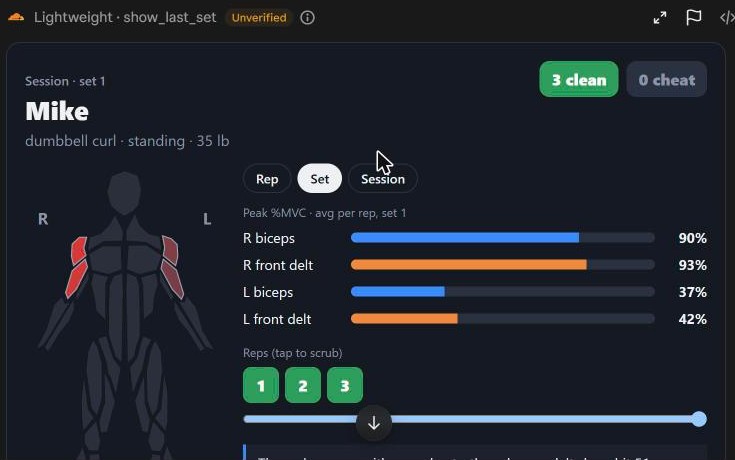 Lightweight · show_last_set Unverified
Session · set 1
3 clean 0 cheat
Mike
dumbbell curl · standing · 35 lb
R L
Rep Set Session
Peak %MVC · avg per rep, set 1
R biceps 90%
R front delt 93%
L biceps 37%
L front delt 42%
Reps (tap to scrub)
1 2 3